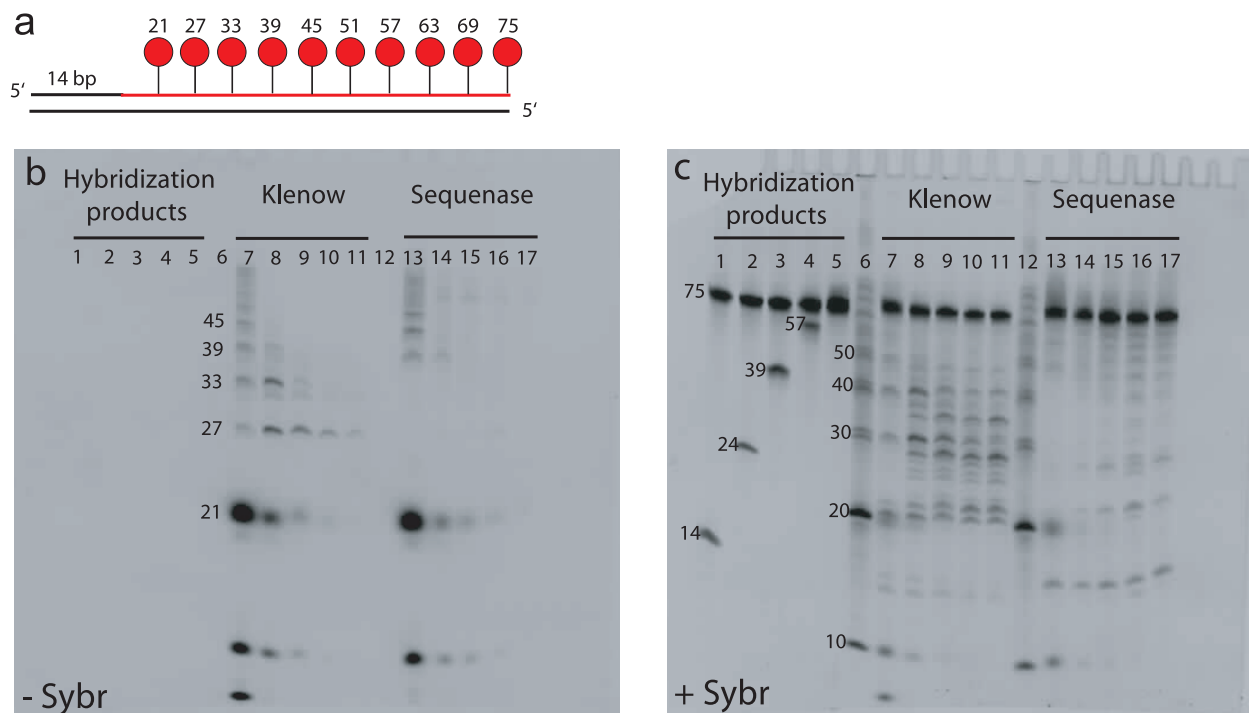 a
21 27 33 39 45 51 57 63 69 75
14 bp
5‘
5‘
b
Hybridization
products
Klenow
Sequenase
1 2 3 4 5 6 7 8 9 10 11 12 13 14 15 16 17
45
39
33
27
21
- Sybr
c
Hybridization
products
Klenow
Sequenase
1 2 3 4 5 6 7 8 9 10 11 12 13 14 15 16 17
75
57
50
39
40
30
24
20
14
10
+ Sybr